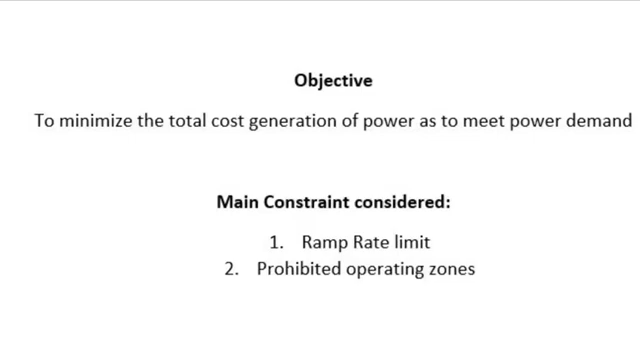 Objective
To minimize the total cost generation of power as to meet power demand
Main Constraint considered:
1. Ramp Rate limit
2. Prohibited operating zones